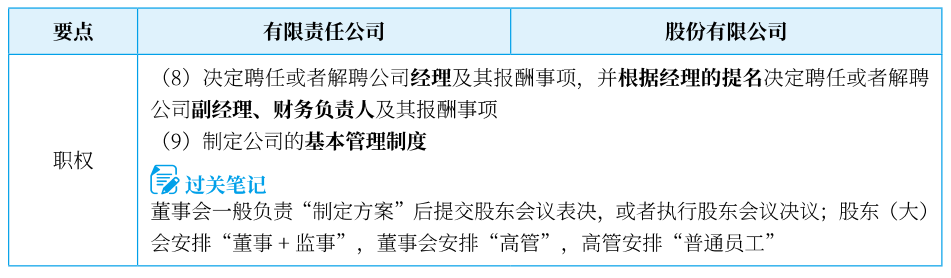 要点 有限责任公司 股份有限公司
职权
（8）决定聘任或者解聘公司经理及其报酬事项，并根据经理的提名决定聘任或者解聘
公司副经理、财务负责人及其报酬事项
（9）制定公司的基本管理制度
过关笔记
董事会一般负责“制定方案”后提交股东会议表决，或者执行股东会议决议；股东（大）
会安排“董事 + 监事”，董事会安排“高管”，高管安排“普通员工”